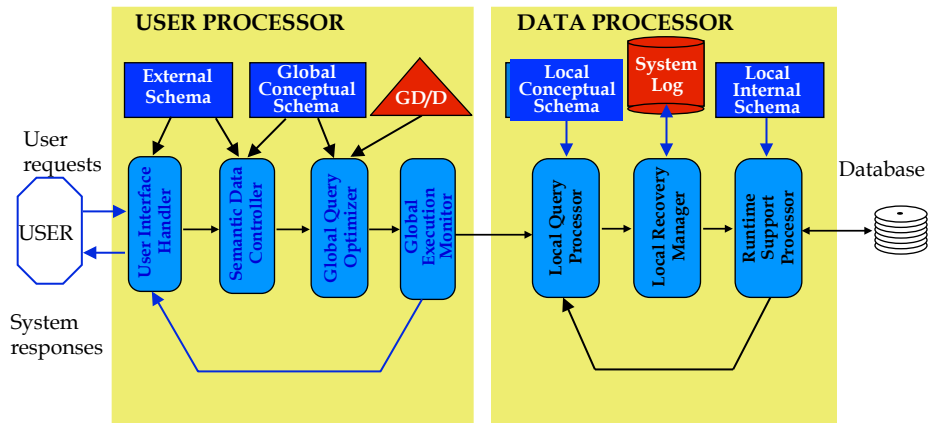 USER PROCESSOR
DATA PROCESSOR
External
Schema
Global
Conceptual
Schema
GD/D
Local
Conceptual
Schema
System
Log
Local
Internal
Schema
User
requests
USER
System
responses
User Interface
Handler
Semantic Data
Controller
Global Query
Optimizer
Global
Execution
Monitor
Local Query
Processor
Local Recovery
Manager
Runtime
Support
Processor
Database